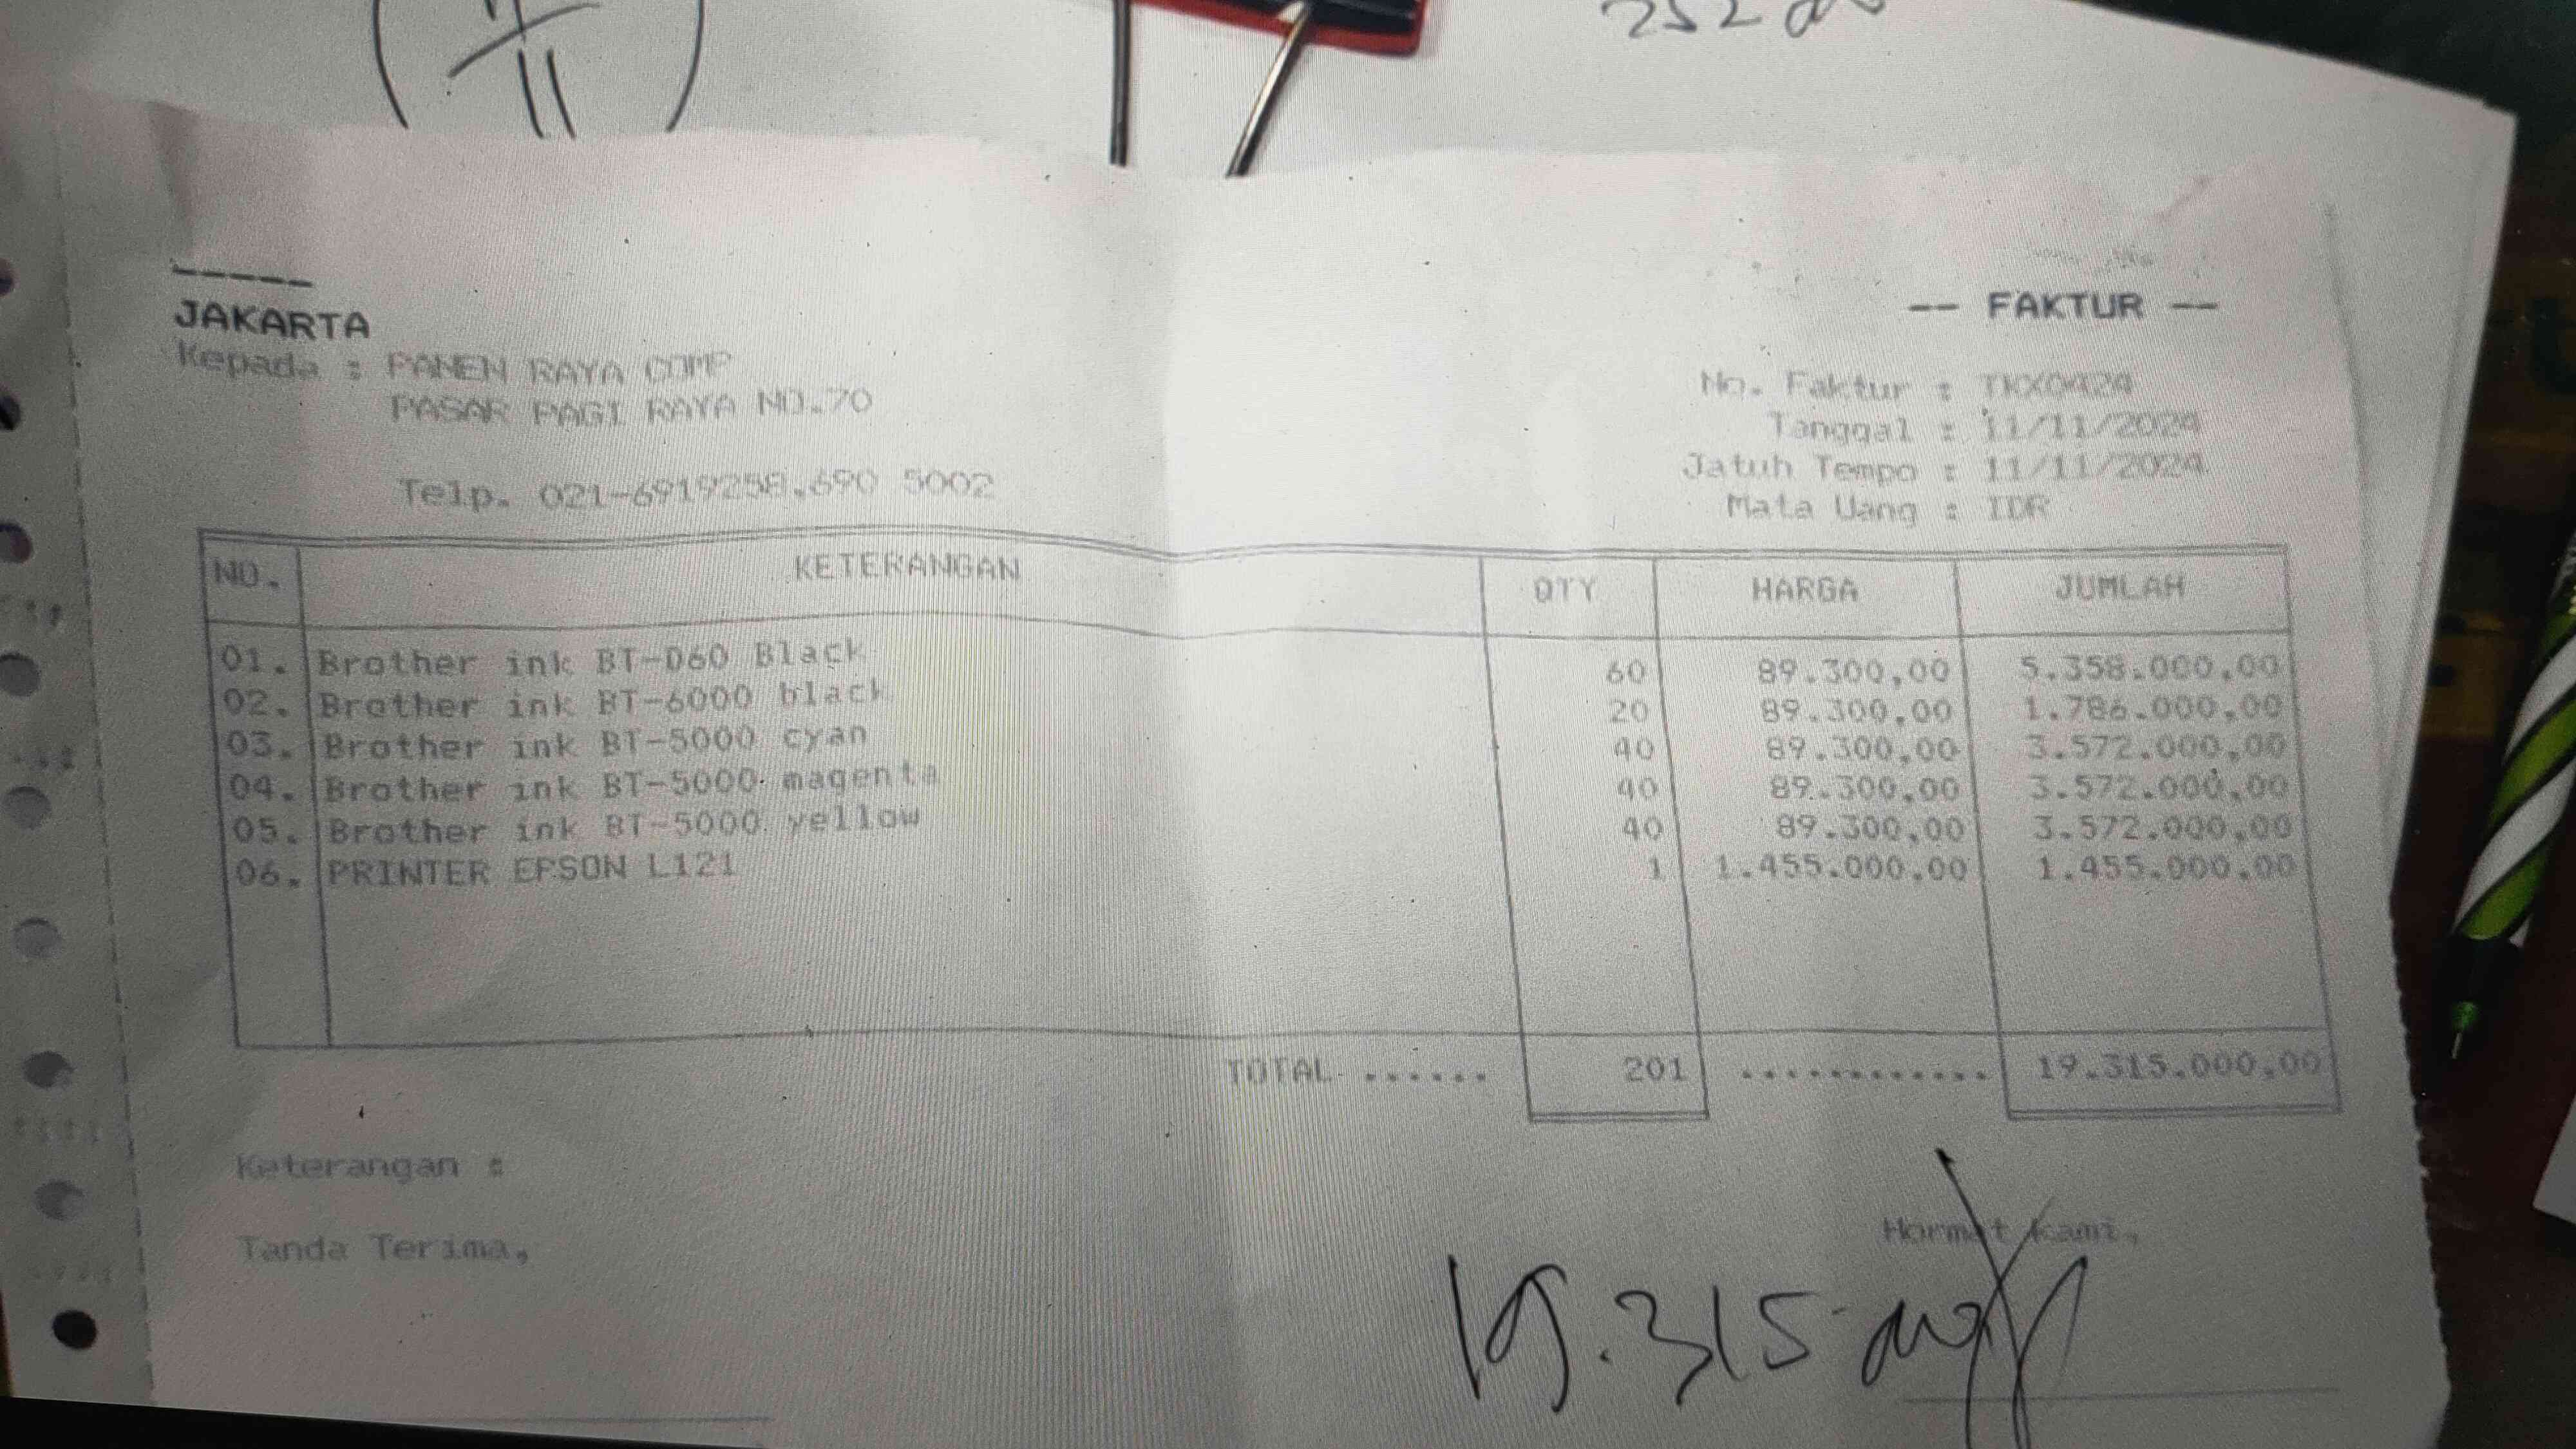 252
-----
JAKARTA
-- FAKTUR --
Kepada : PANEN RAYA COMP
PASAR PAGI RAYA NO.70
Telp. 021-6919258,690 5002
No. Faktur : TKX0424
Tanggal : 11/11/2024
Jatuh Tempo : 11/11/2024
Mata Uang : IDR
NO. KETERANGAN QTY HARGA JUMLAH
01. Brother ink BT-D60 Black 60 89.300,00 5.358.000,00
02. Brother ink BT-6000 black 20 89.300,00 1.786.000,00
03. Brother ink BT-5000 cyan 40 89.300,00 3.572.000,00
04. Brother ink BT-5000 magenta 40 89.300,00 3.572.000,00
05. Brother ink BT-5000 yellow 40 89.300,00 3.572.000,00
06. PRINTER EPSON L121 1 1.455.000,00 1.455.000,00
TOTAL ...... 201 ............ 19.315.000,00
Keterangan :
Tanda Terima,
Hormat kami,
19.315